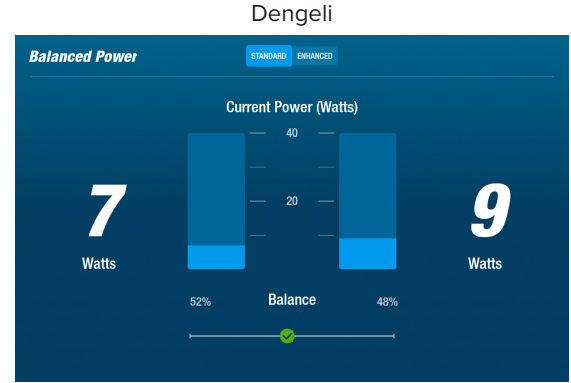 Dengeli
Balanced Power
STANDARD ENHANCED
Current Power (Watts)
40
20
7
Watts
9
Watts
52% Balance 48%